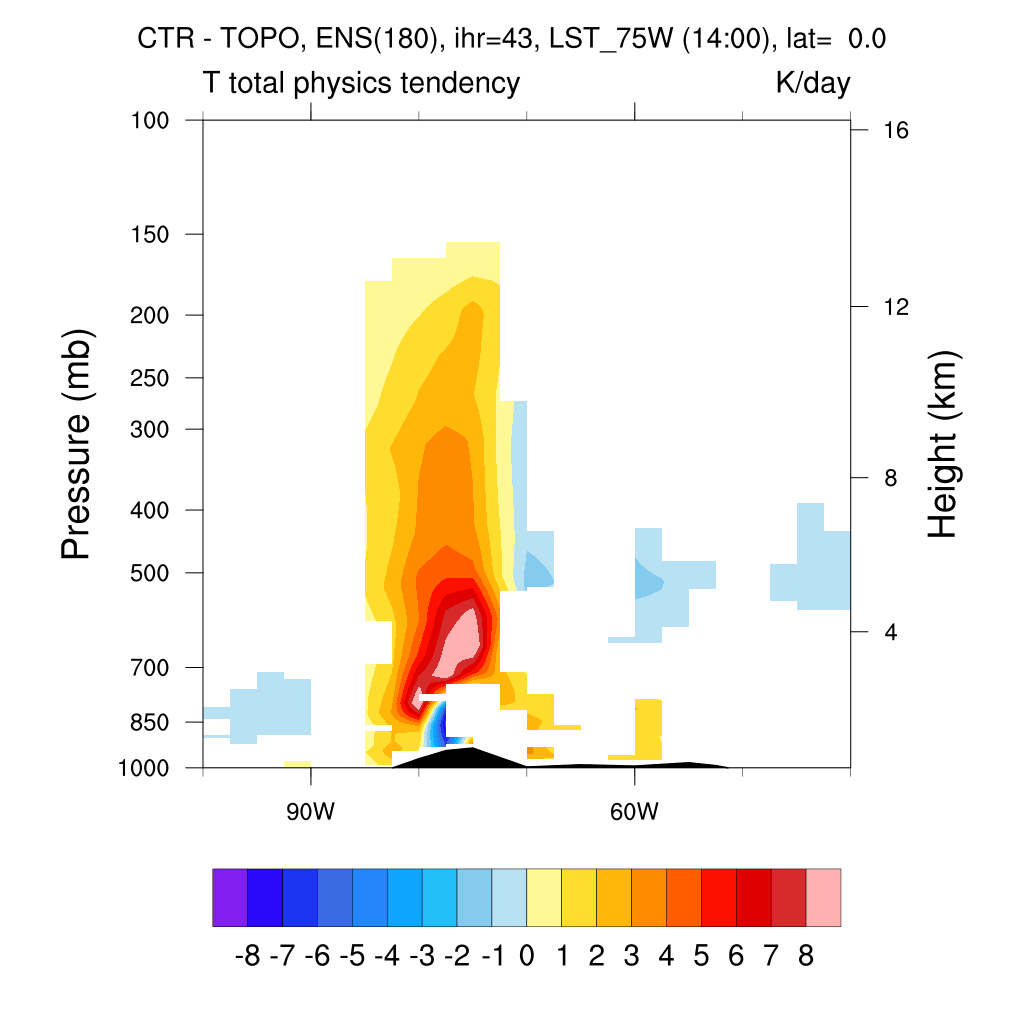 CTR - TOPO, ENS(180), ihr=43, LST_75W (14:00), lat=  0.0
T total physics tendency K/day
100
150
200
250
300
400
500
700
850
1000
Pressure (mb)
16
12
8
4
Height (km)
90W 60W
-8 -7 -6 -5 -4 -3 -2 -1 0 1 2 3 4 5 6 7 8